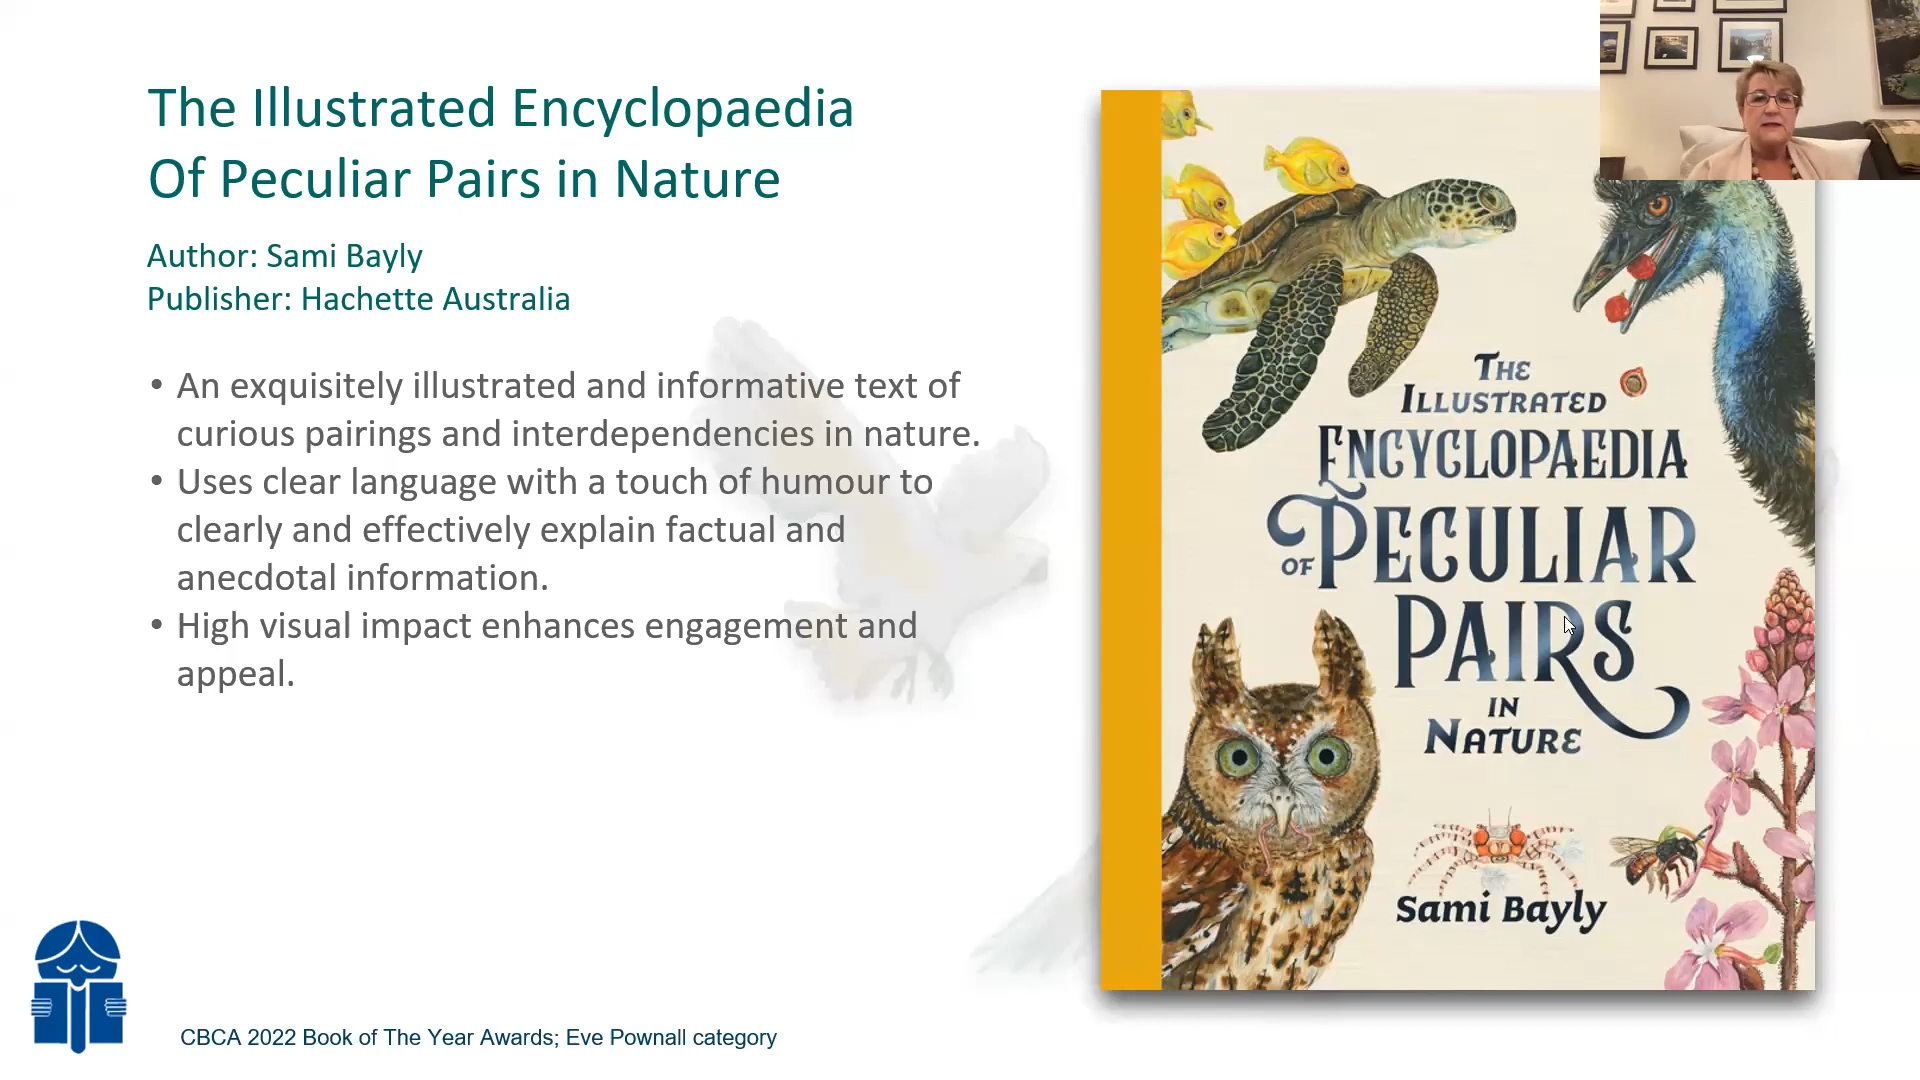 The Illustrated Encyclopaedia
Of Peculiar Pairs in Nature
Author: Sami Bayly
Publisher: Hachette Australia
• An exquisitely illustrated and informative text of
curious pairings and interdependencies in nature.
• Uses clear language with a touch of humour to
clearly and effectively explain factual and
anecdotal information.
• High visual impact enhances engagement and
appeal.
CBCA 2022 Book of The Year Awards; Eve Pownall category
THE
ILLUSTRATED
ENCYCLOPAEDIA
OF PECULIAR
PAIRS
IN
NATURE
Sami Bayly